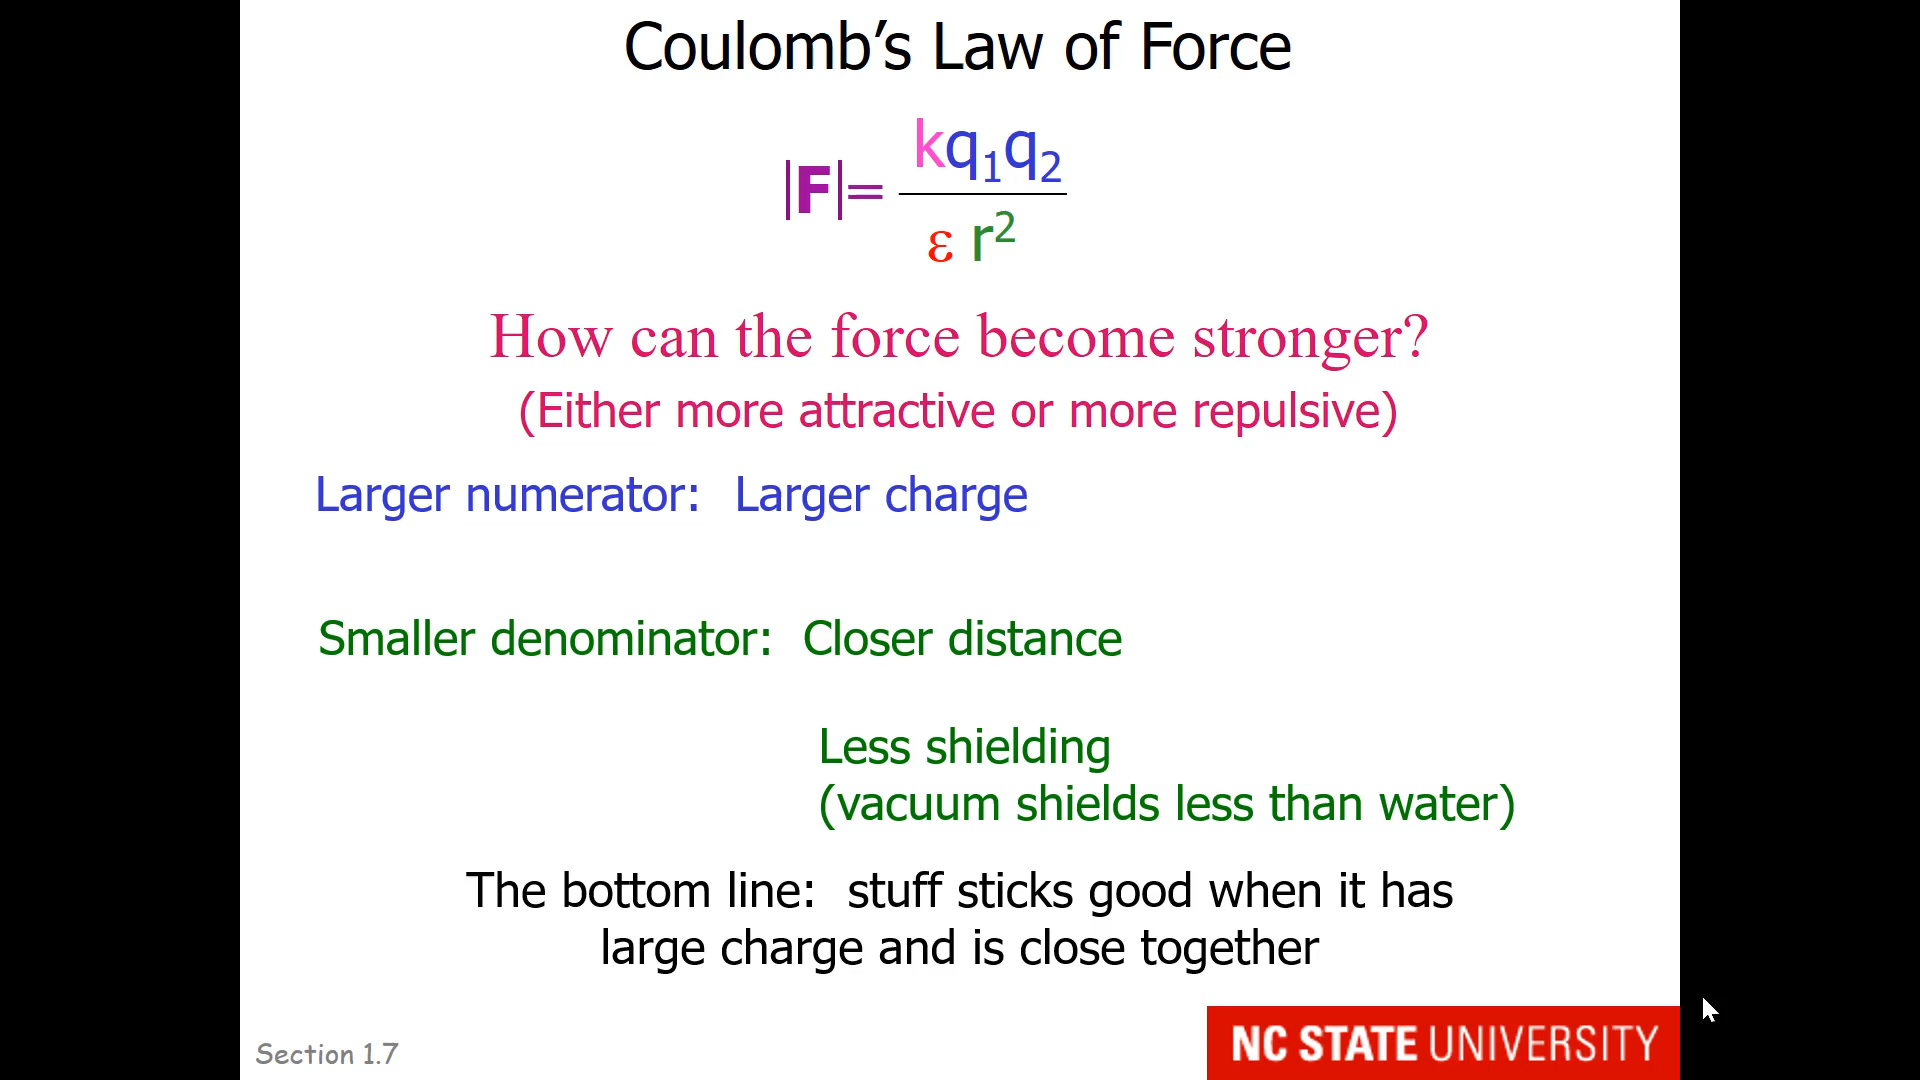 Coulomb’s Law of Force
|F|= kq₁q₂
ε r²
How can the force become stronger?
(Either more attractive or more repulsive)
Larger numerator: Larger charge
Smaller denominator: Closer distance
Less shielding
(vacuum shields less than water)
The bottom line: stuff sticks good when it has
large charge and is close together
Section 1.7
NC STATE UNIVERSITY